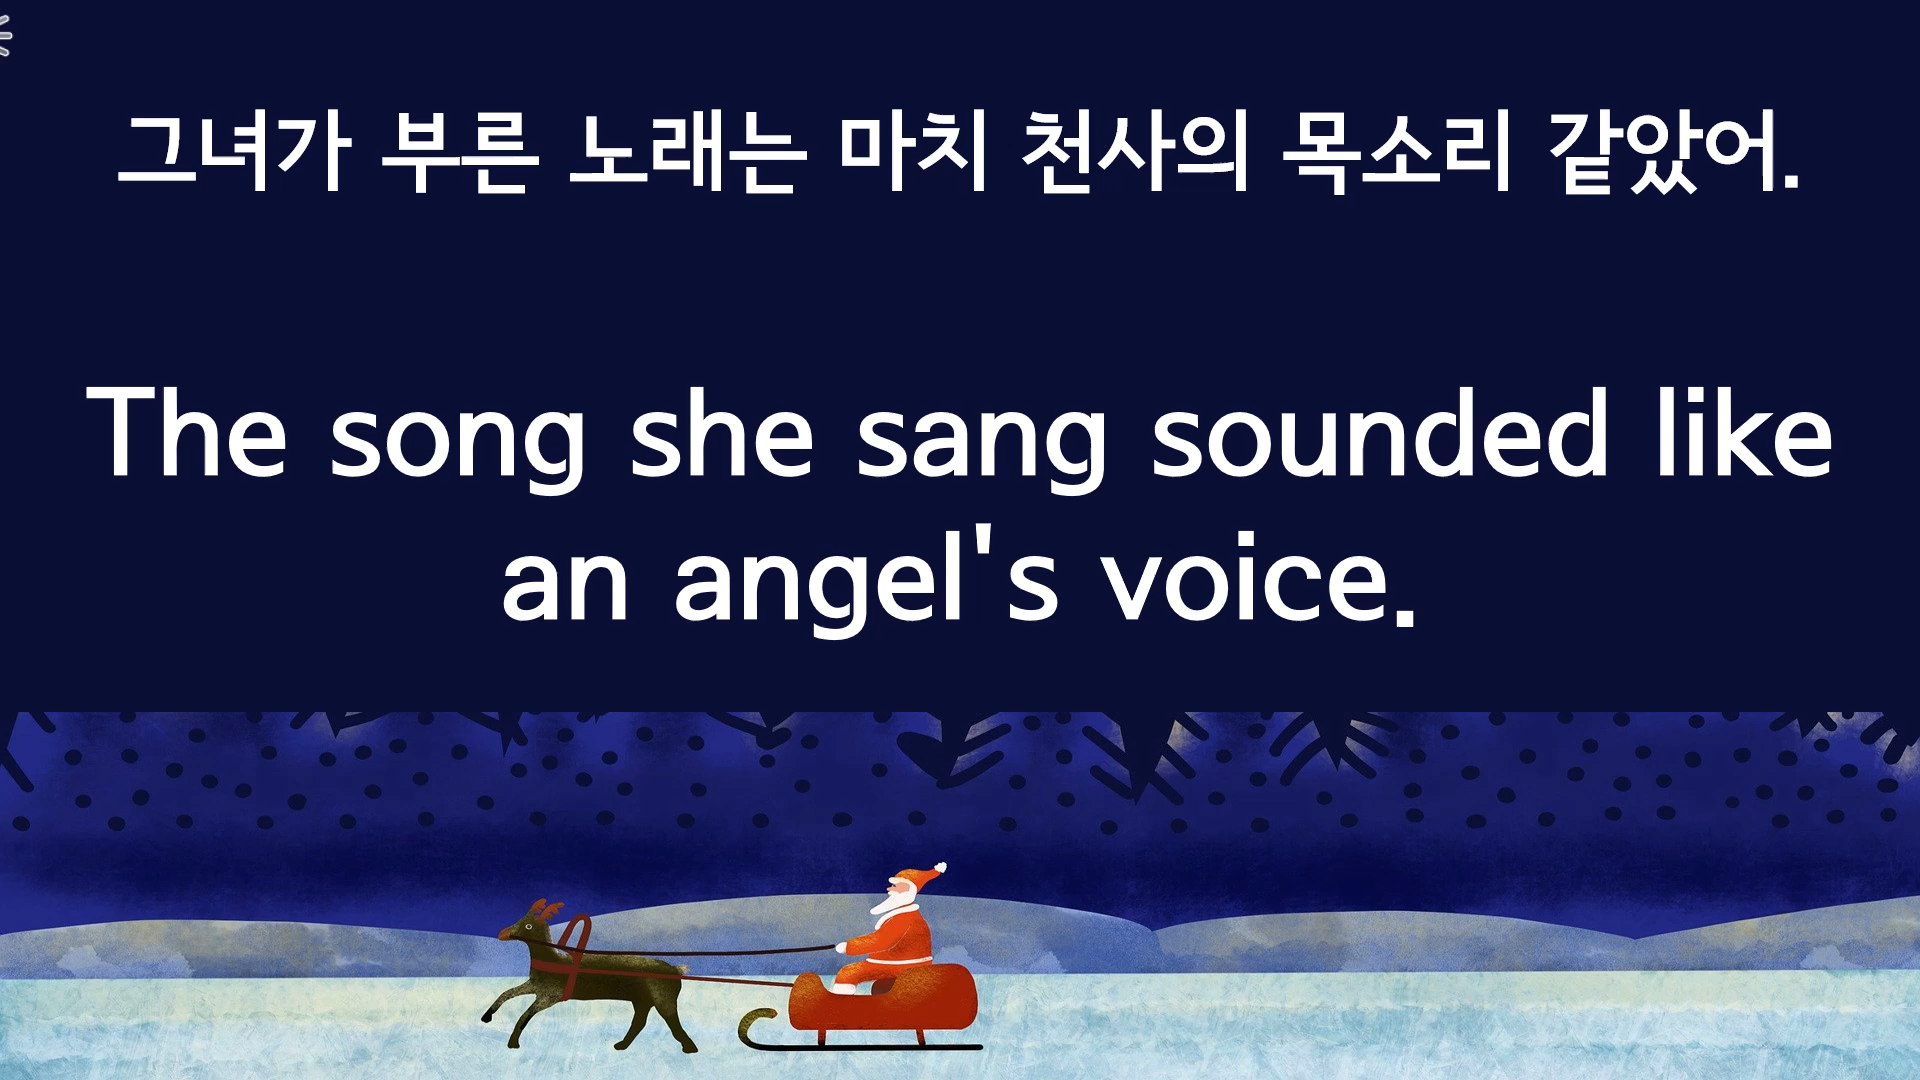 그녀가 부른 노래는 마치 천사의 목소리 같았어.
The song she sang sounded like
an angel's voice.